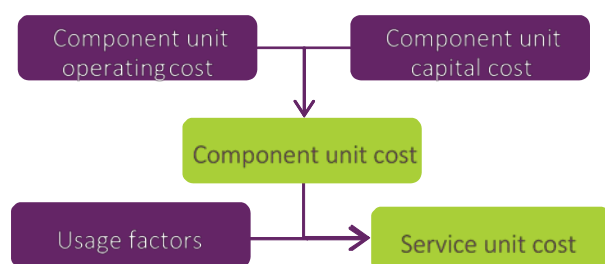 Component unit
operating cost
Component unit
capital cost
Component unit cost
Usage factors
Service unit cost